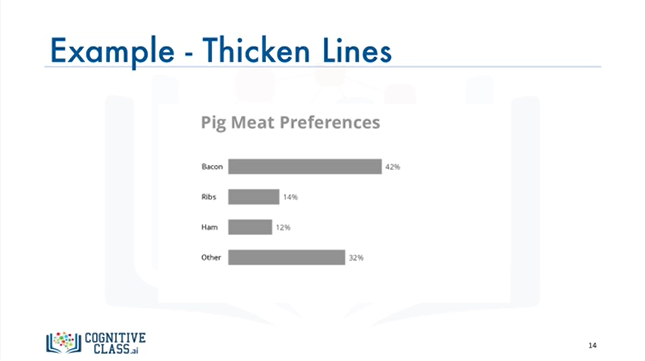 Example - Thicken Lines
Pig Meat Preferences
Bacon 42%
Ribs 14%
Ham 12%
Other 32%
COGNITIVE
CLASS.ai
14